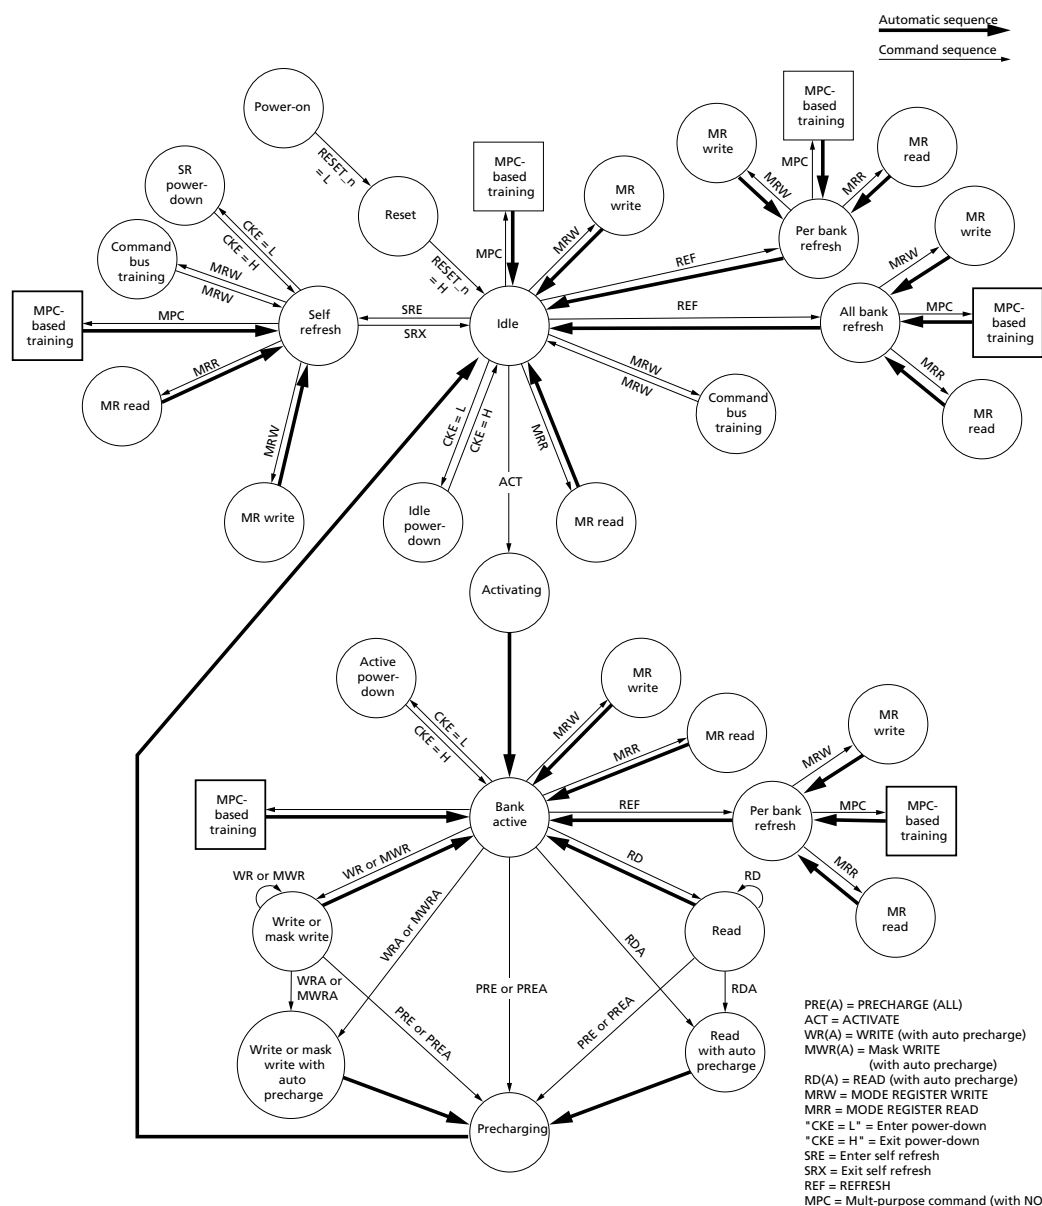 Automatic sequence
Command sequence
Power-on
RESET_n
= L
Reset
RESET_n
= H
SR
power-
down
CKE = L
CKE = H
Command
bus
training
MRW
MRW
MPC-
based
training
MPC
Self
refresh
MRR
MR read
MRW
MR write
SRE
SRX
MPC-
based
training
MPC
MR
write
MRW
Idle
MR
write
MRW
MPC-
based
training
MPC
MR
read
MRR
Per bank
refresh
REF
REF
MR
write
MRW
All bank
refresh
MPC
MPC-
based
training
MRR
MR
read
MRW
MRW
Command
bus
training
CKE = L
CKE = H
Idle
power-
down
ACT
MRR
MR read
Activating
Active
power-
down
CKE = L
CKE = H
MR
write
MRW
MR read
MRR
MPC-
based
training
Bank
active
REF
Per bank
refresh
MR
write
MRW
MPC
MPC-
based
training
MRR
MR
read
WR or MWR
WR or MWR
Write or
mask write
WRA or MWRA
RD
RD
Read
RDA
WRA or
MWRA
PRE or PREA
PRE or PREA
PRE or PREA
RDA
Write or mask
write with
auto
precharge
Read
with auto
precharge
Precharging
PRE(A) = PRECHARGE (ALL)
ACT = ACTIVATE
WR(A) = WRITE (with auto precharge)
MWR(A) = Mask WRITE
(with auto precharge)
RD(A) = READ (with auto precharge)
MRW = MODE REGISTER WRITE
MRR = MODE REGISTER READ
"CKE = L" = Enter power-down
"CKE = H" = Exit power-down
SRE = Enter self refresh
SRX = Exit self refresh
REF = REFRESH
MPC = Mult-purpose command (with NO